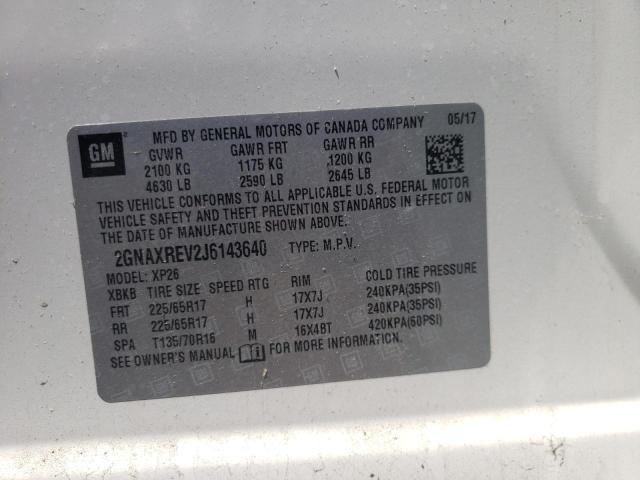 GM
MFD BY GENERAL MOTORS OF CANADA COMPANY 05/17
GVWR GAWR FRT GAWR RR
2100 KG 1175 KG 1200 KG
4630 LB 2590 LB 2645 LB
THIS VEHICLE CONFORMS TO ALL APPLICABLE U.S. FEDERAL MOTOR
VEHICLE SAFETY AND THEFT PREVENTION STANDARDS IN EFFECT ON
THE DATE OF MANUFACTURE SHOWN ABOVE.
2GNAXREV2J6143640 TYPE: M.P.V.
MODEL: XP26
XBKB TIRE SIZE SPEED RTG RIM COLD TIRE PRESSURE
FRT 225/65R17 H 17X7J 240KPA(35PSI)
RR 225/65R17 H 17X7J 240KPA(35PSI)
SPA T135/70R16 M 16X4BT 420KPA(60PSI)
SEE OWNER'S MANUAL FOR MORE INFORMATION.